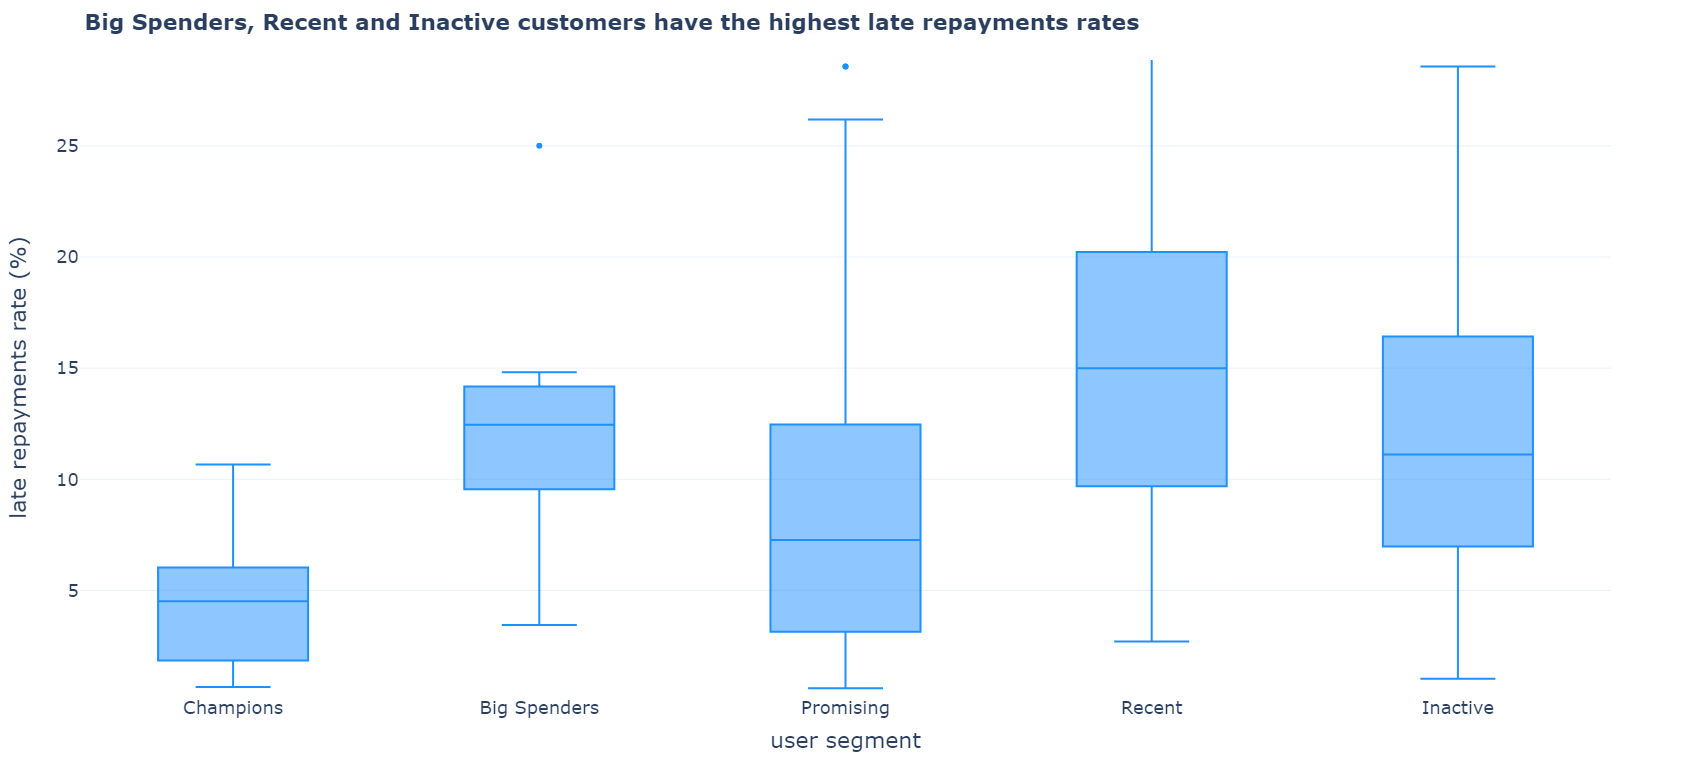 Big Spenders, Recent and Inactive customers have the highest late repayments rates
late repayments rate (%)
25
20
15
10
5
Champions Big Spenders Promising Recent Inactive
user segment